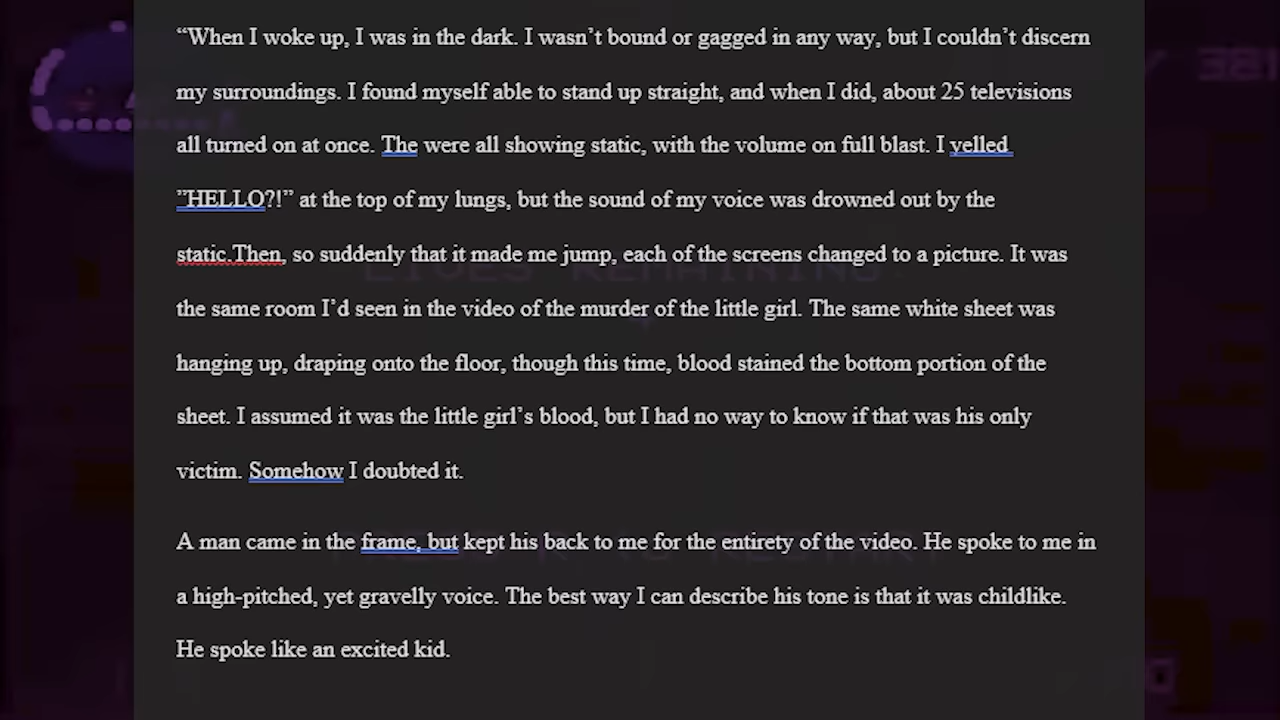 “When I woke up, I was in the dark. I wasn’t bound or gagged in any way, but I couldn’t discern
my surroundings. I found myself able to stand up straight, and when I did, about 25 televisions
all turned on at once. The were all showing static, with the volume on full blast. I yelled
”HELLO?!” at the top of my lungs, but the sound of my voice was drowned out by the
static.Then, so suddenly that it made me jump, each of the screens changed to a picture. It was
the same room I’d seen in the video of the murder of the little girl. The same white sheet was
hanging up, draping onto the floor, though this time, blood stained the bottom portion of the
sheet. I assumed it was the little girl’s blood, but I had no way to know if that was his only
victim. Somehow I doubted it.
A man came in the frame, but kept his back to me for the entirety of the video. He spoke to me in
a high-pitched, yet gravelly voice. The best way I can describe his tone is that it was childlike.
He spoke like an excited kid.
LIVES REMAINING: